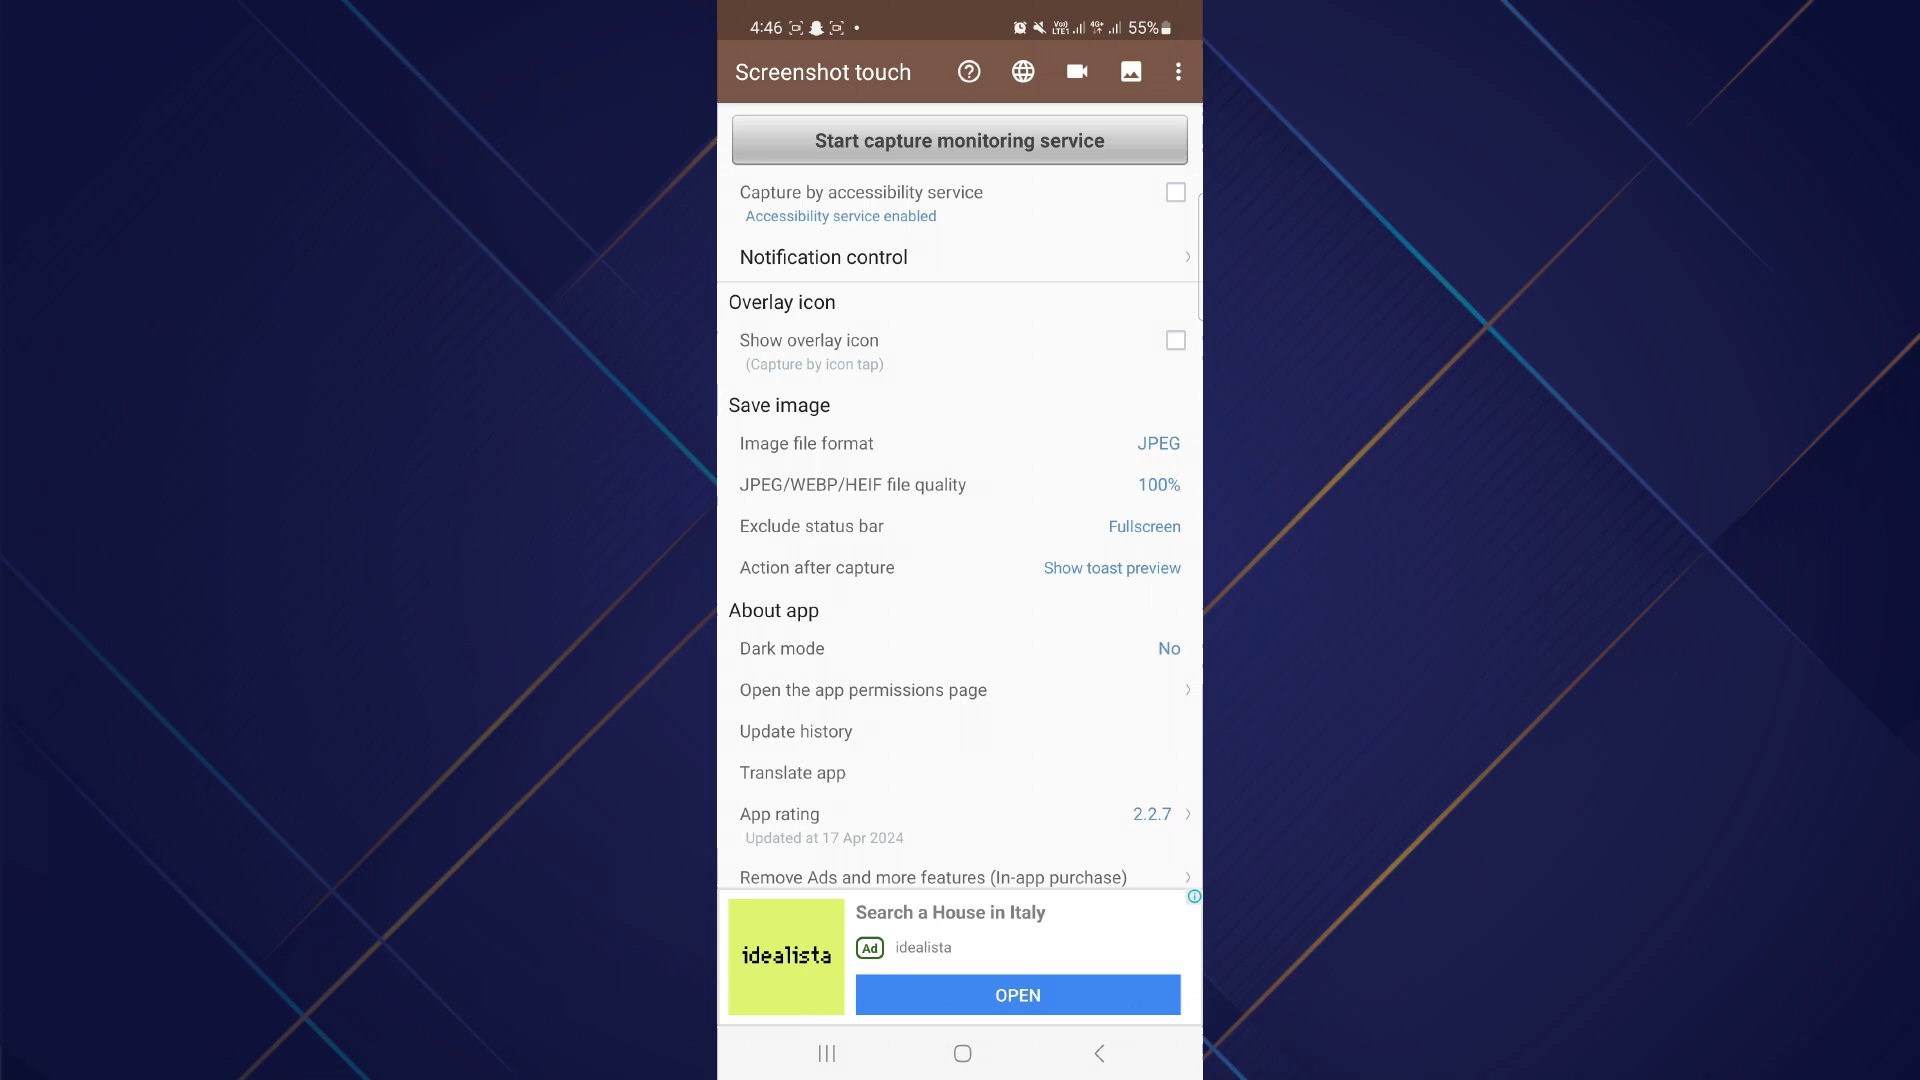 4:46
Vo) LTE1 4G+ 55%
Screenshot touch
Start capture monitoring service
Capture by accessibility service
Accessibility service enabled
Notification control
Overlay icon
Show overlay icon
(Capture by icon tap)
Save image
Image file format JPEG
JPEG/WEBP/HEIF file quality 100%
Exclude status bar Fullscreen
Action after capture Show toast preview
About app
Dark mode No
Open the app permissions page
Update history
Translate app
App rating 2.2.7
Updated at 17 Apr 2024
Remove Ads and more features (In-app purchase)
idealista
Search a House in Italy
Ad idealista
OPEN